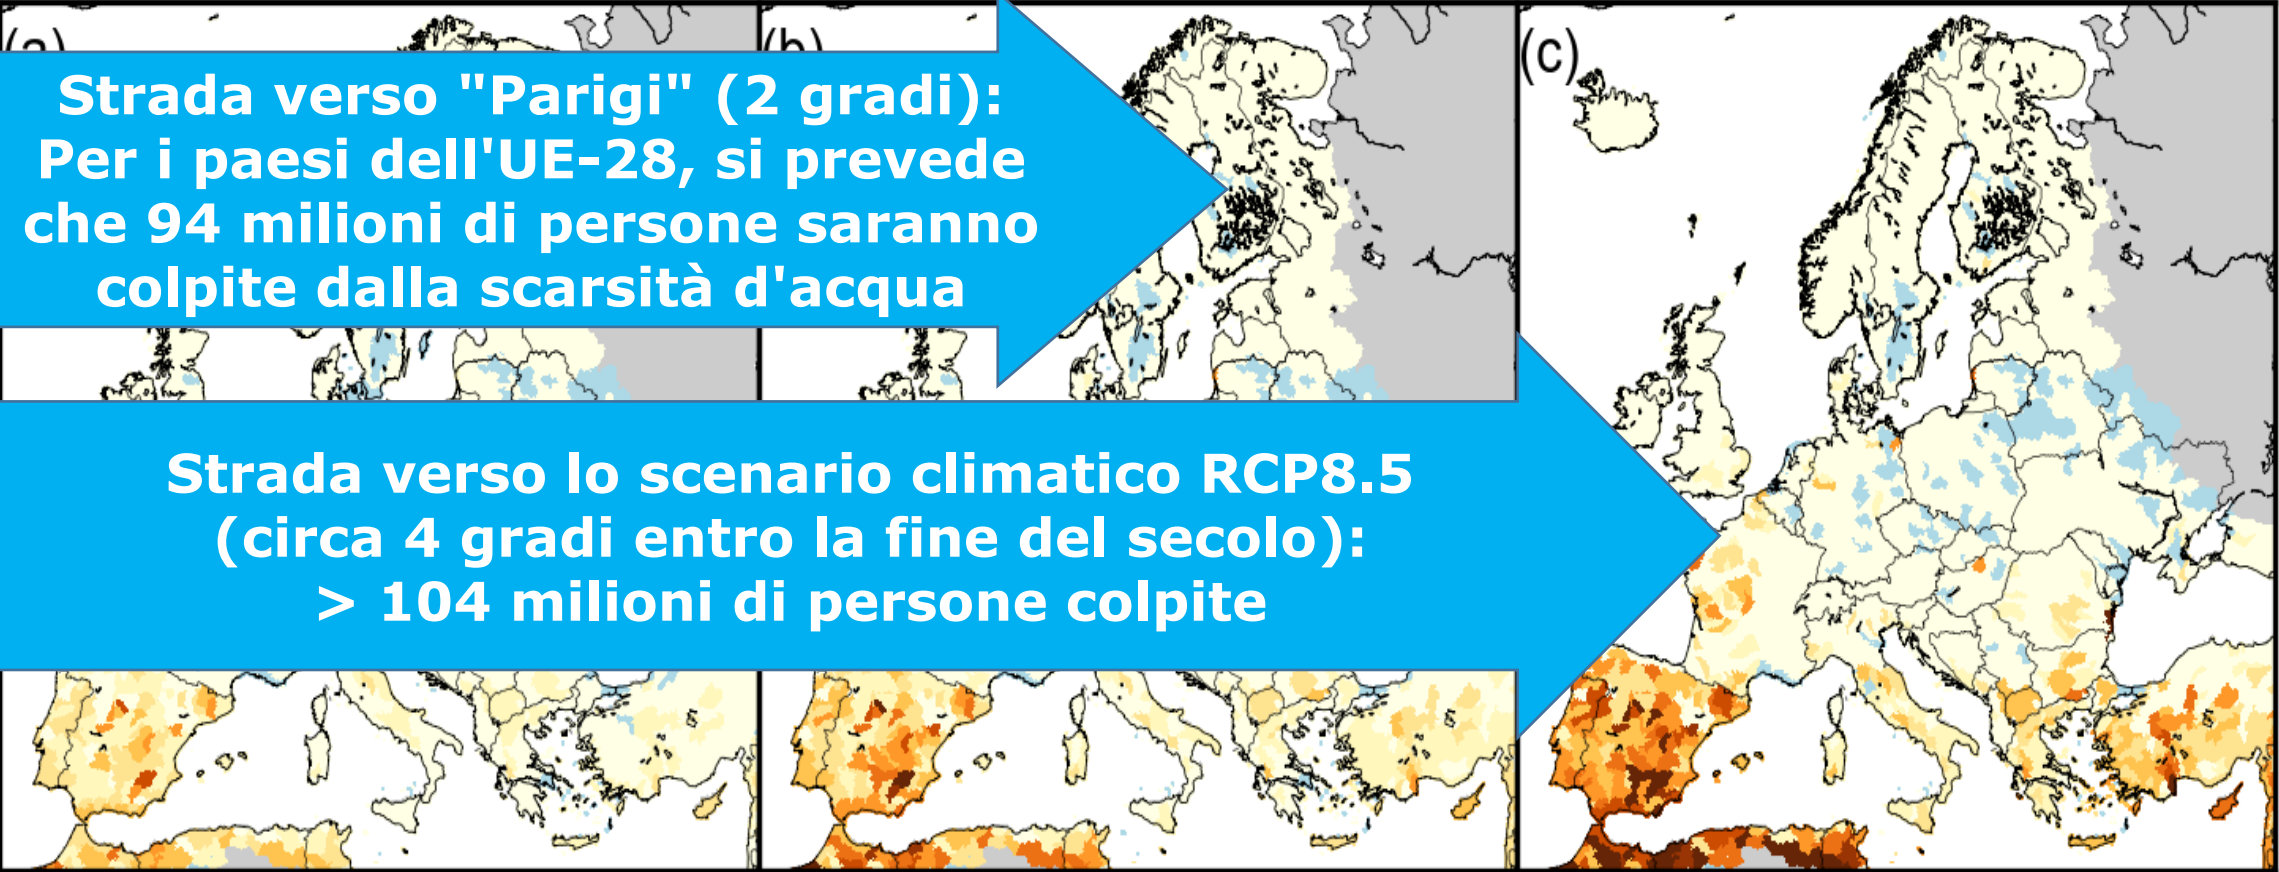 (a)
(b)
(c)
Strada verso "Parigi" (2 gradi):
Per i paesi dell'UE-28, si prevede
che 94 milioni di persone saranno
colpite dalla scarsità d'acqua
Strada verso lo scenario climatico RCP8.5
(circa 4 gradi entro la fine del secolo):
> 104 milioni di persone colpite